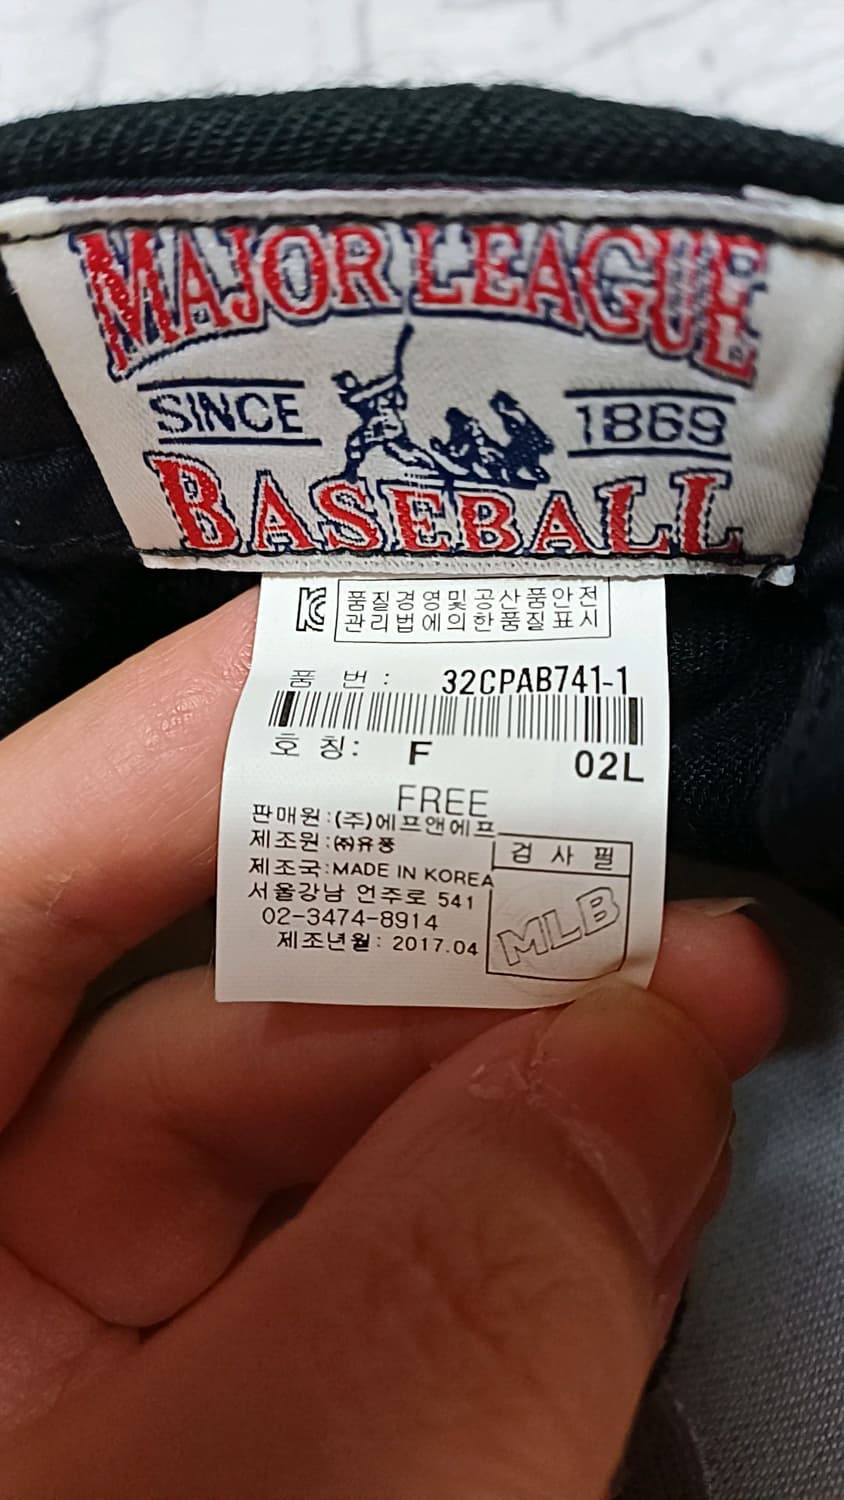 MAJOR LEAGUE
SINCE 1869
BASEBALL
품질경영및공산품안전
관리법에의한품질표시
품 번 : 32CPAB741-1
호 칭: F 02L
FREE
판매원:(주)에프앤에프
제조원:㈜유풍
제조국:MADE IN KOREA
서울강남 언주로 541
02-3474-8914
제조년월: 2017.04
검 사 필
MLB